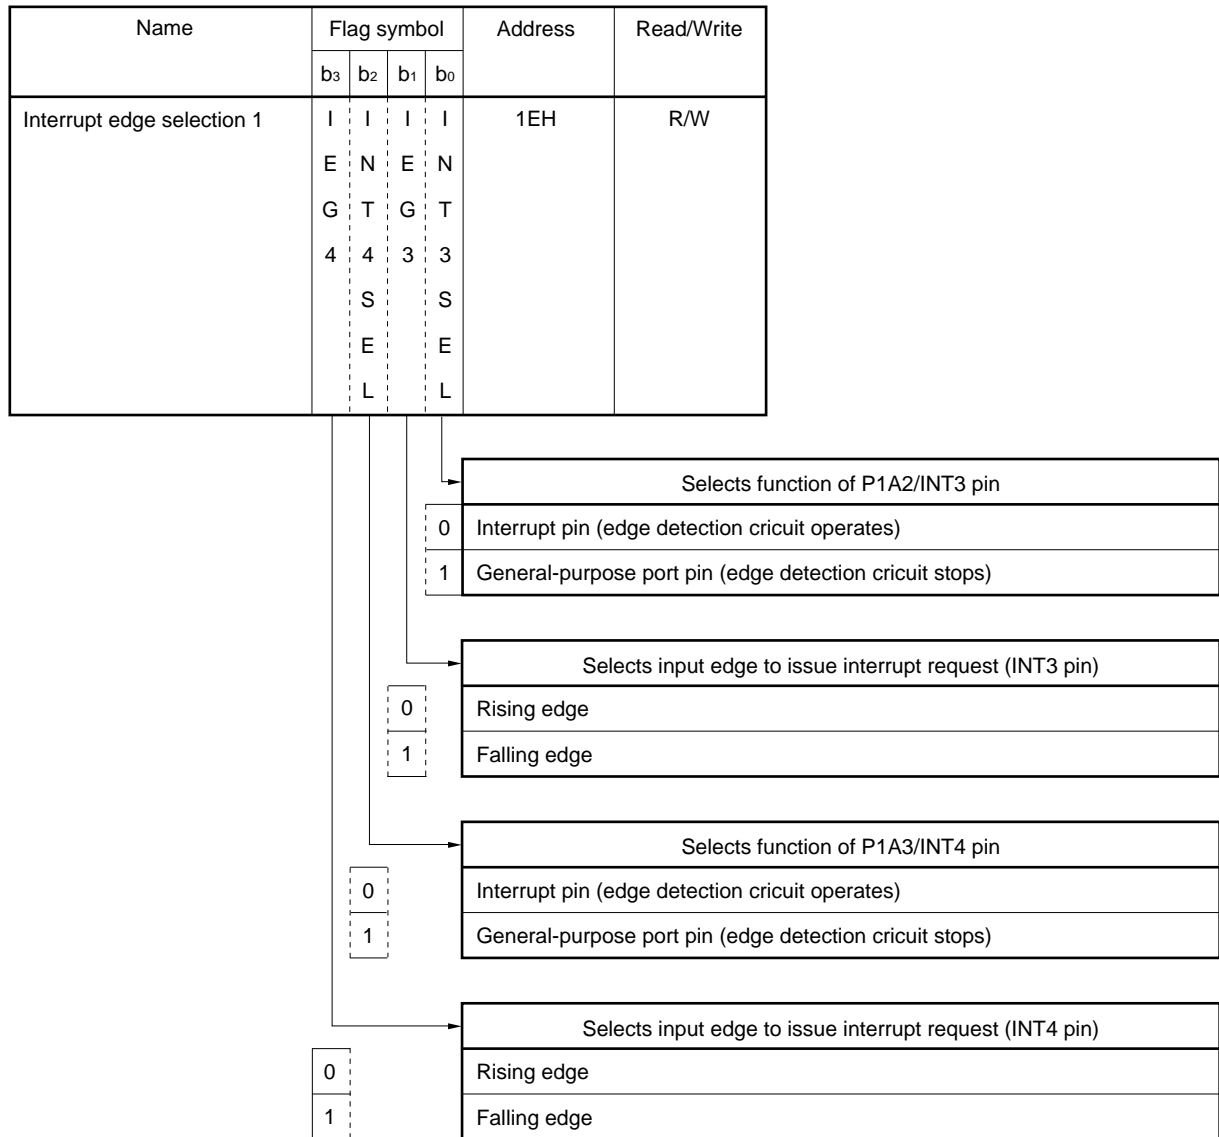 Name Flag symbol Address Read/Write
b3 b2 b1 b0
Interrupt edge selection 1 I I I I 1EH R/W
E N E N
G T G T
4 4 3 3
S S
E E
L L
Selects function of P1A2/INT3 pin
0 Interrupt pin (edge detection cricuit operates)
1 General-purpose port pin (edge detection cricuit stops)
Selects input edge to issue interrupt request (INT3 pin)
0 Rising edge
1 Falling edge
Selects function of P1A3/INT4 pin
0 Interrupt pin (edge detection cricuit operates)
1 General-purpose port pin (edge detection cricuit stops)
Selects input edge to issue interrupt request (INT4 pin)
0 Rising edge
1 Falling edge